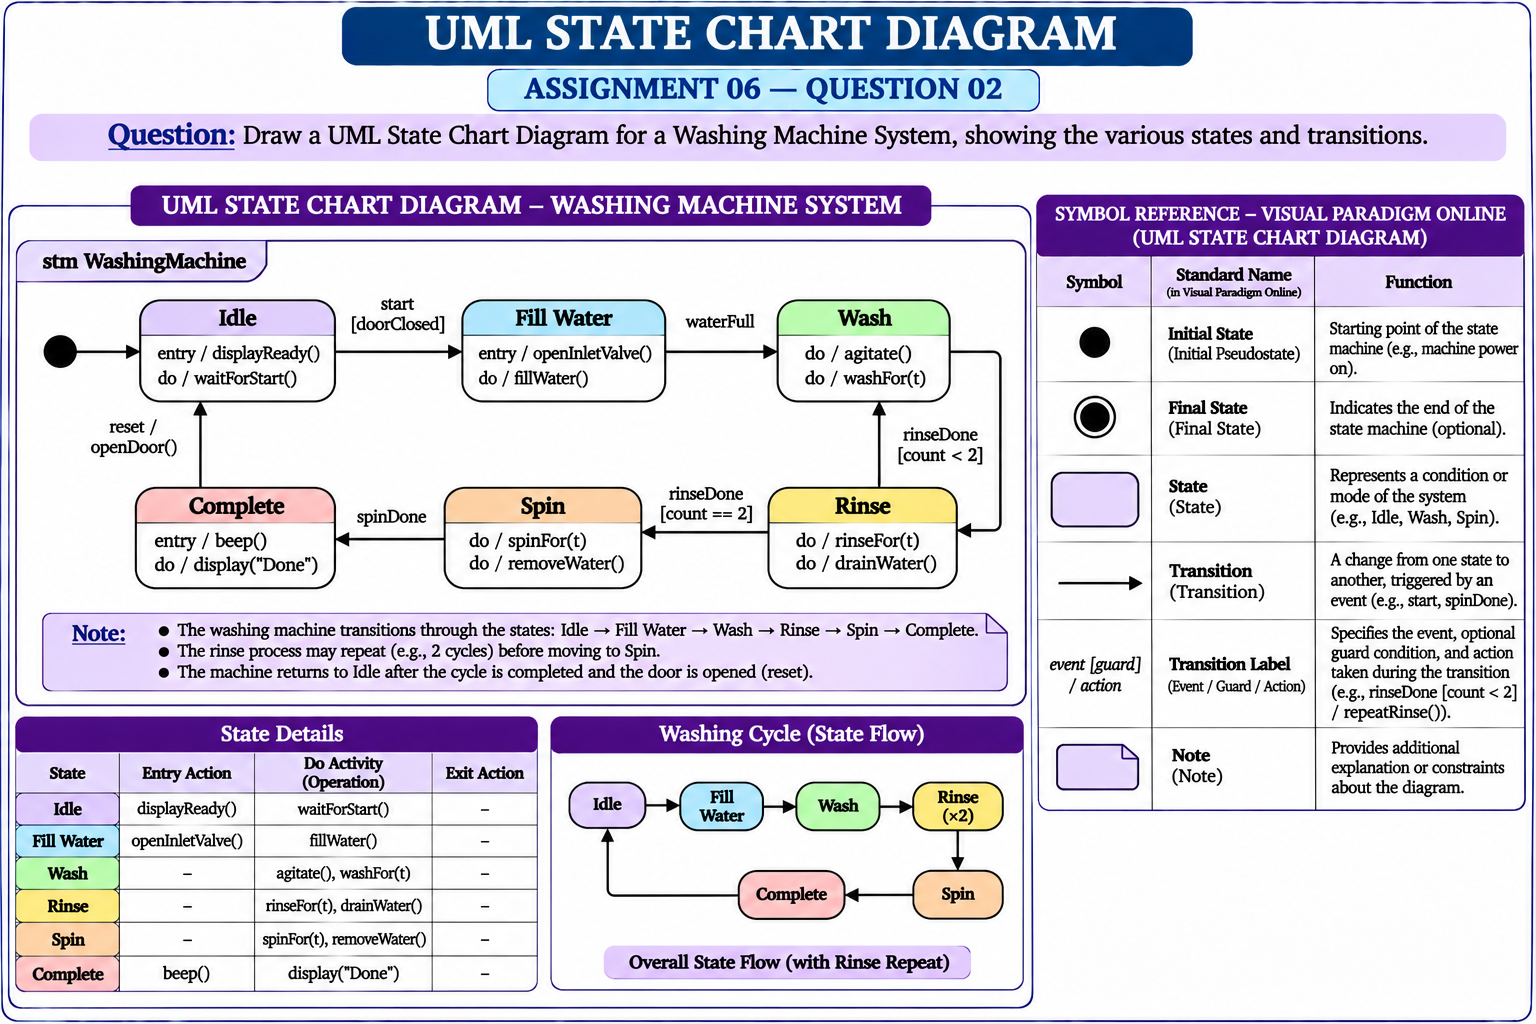 UML STATE CHART DIAGRAM
ASSIGNMENT 06 — QUESTION 02
Question: Draw a UML State Chart Diagram for a Washing Machine System, showing the various states and transitions.
UML STATE CHART DIAGRAM – WASHING MACHINE SYSTEM
stm WashingMachine
Idle
entry / displayReady()
do / waitForStart()
start
[doorClosed]
Fill Water
entry / openInletValve()
do / fillWater()
waterFull
Wash
do / agitate()
do / washFor(t)
reset /
openDoor()
rinseDone
[count < 2]
Complete
entry / beep()
do / display("Done")
spinDone
Spin
do / spinFor(t)
do / removeWater()
rinseDone
[count == 2]
Rinse
do / rinseFor(t)
do / drainWater()
Note:
● The washing machine transitions through the states: Idle → Fill Water → Wash → Rinse → Spin → Complete.
● The rinse process may repeat (e.g., 2 cycles) before moving to Spin.
● The machine returns to Idle after the cycle is completed and the door is opened (reset).
State Details
State
Entry Action
Do Activity
(Operation)
Exit Action
Idle
displayReady()
waitForStart()
–
Fill Water
openInletValve()
fillWater()
–
Wash
–
agitate(), washFor(t)
–
Rinse
–
rinseFor(t), drainWater()
–
Spin
–
spinFor(t), removeWater()
–
Complete
beep()
display("Done")
–
Washing Cycle (State Flow)
Idle
Fill
Water
Wash
Rinse
(×2)
Complete
Spin
Overall State Flow (with Rinse Repeat)
SYMBOL REFERENCE – VISUAL PARADIGM ONLINE
(UML STATE CHART DIAGRAM)
Symbol
Standard Name
(in Visual Paradigm Online)
Function
Initial State
(Initial Pseudostate)
Starting point of the state
machine (e.g., machine power
on).
Final State
(Final State)
Indicates the end of the
state machine (optional).
State
(State)
Represents a condition or
mode of the system
(e.g., Idle, Wash, Spin).
Transition
(Transition)
A change from one state to
another, triggered by an
event (e.g., start, spinDone).
event [guard]
/ action
Transition Label
(Event / Guard / Action)
Specifies the event, optional
guard condition, and action
taken during the transition
(e.g., rinseDone [count < 2]
/ repeatRinse()).
Note
(Note)
Provides additional
explanation or constraints
about the diagram.